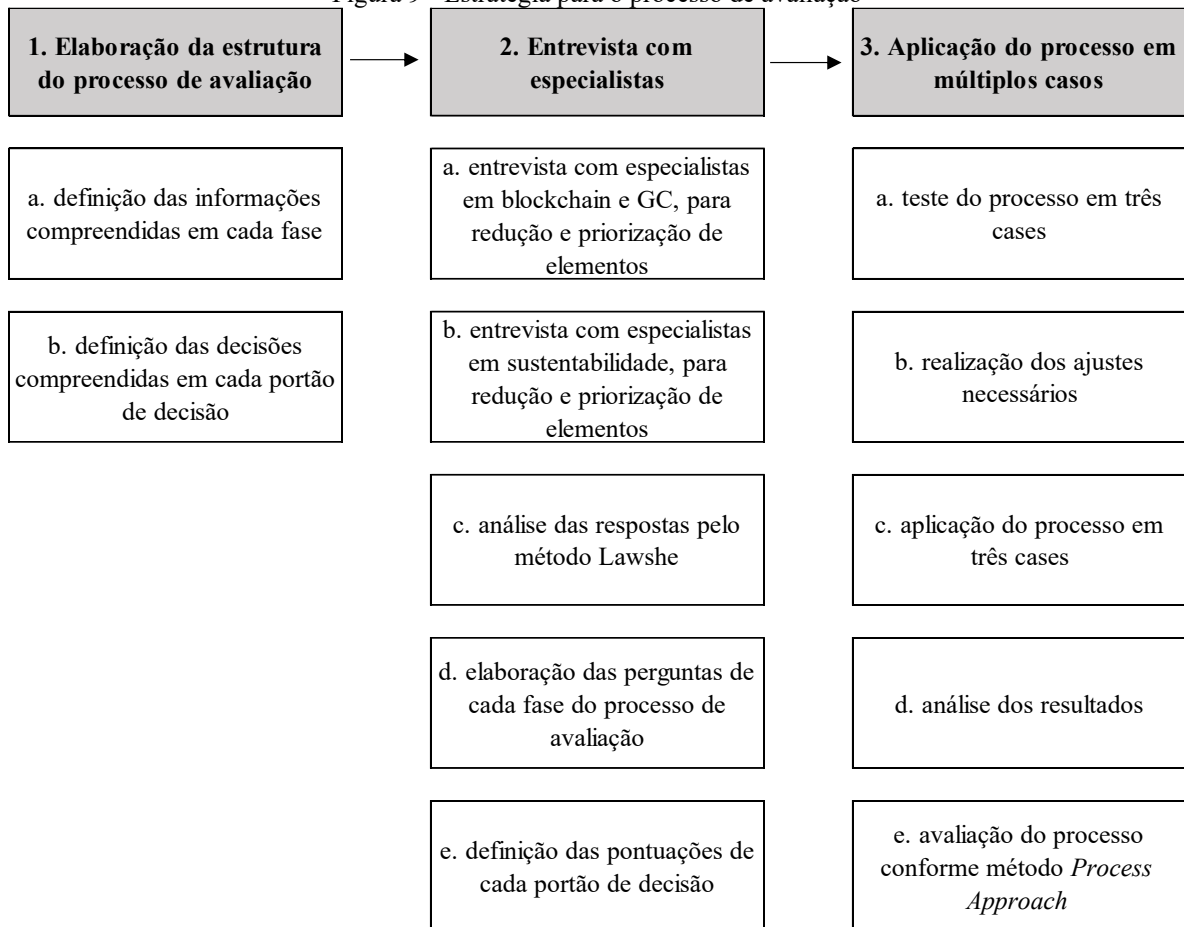 Figura 9 - Estratégia para o processo de avaliação
1. Elaboração da estrutura
do processo de avaliação
2. Entrevista com
especialistas
3. Aplicação do processo em
múltiplos casos
a. definição das informações
compreendidas em cada fase
a. entrevista com especialistas
em blockchain e GC, para
redução e priorização de
elementos
a. teste do processo em três
cases
b. definição das decisões
compreendidas em cada portão
de decisão
b. entrevista com especialistas
em sustentabilidade, para
redução e priorização de
elementos
b. realização dos ajustes
necessários
c. análise das respostas pelo
método Lawshe
c. aplicação do processo em
três cases
d. elaboração das perguntas de
cada fase do processo de
avaliação
d. análise dos resultados
e. definição das pontuações de
cada portão de decisão
e. avaliação do processo
conforme método Process
Approach